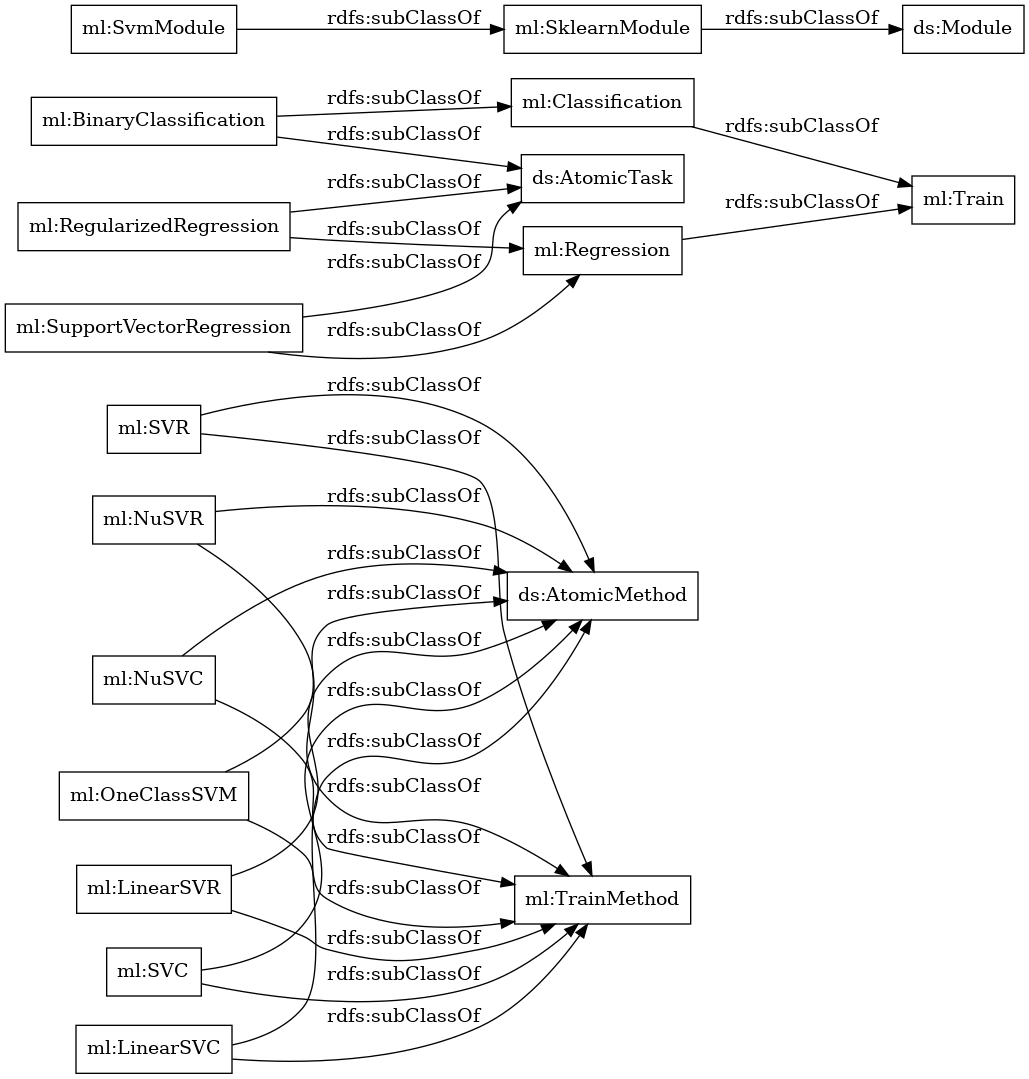 ml:SvmModule
rdfs:subClassOf
ml:SklearnModule
rdfs:subClassOf
ds:Module
ml:BinaryClassification
rdfs:subClassOf
ml:Classification
rdfs:subClassOf
rdfs:subClassOf
ds:AtomicTask
rdfs:subClassOf
ml:RegularizedRegression
rdfs:subClassOf
ml:Regression
rdfs:subClassOf
ml:Train
rdfs:subClassOf
ml:SupportVectorRegression
rdfs:subClassOf
ml:SVR
rdfs:subClassOf
rdfs:subClassOf
ml:NuSVR
rdfs:subClassOf
rdfs:subClassOf
ds:AtomicMethod
rdfs:subClassOf
ml:NuSVC
rdfs:subClassOf
rdfs:subClassOf
rdfs:subClassOf
ml:OneClassSVM
rdfs:subClassOf
rdfs:subClassOf
ml:LinearSVR
rdfs:subClassOf
ml:TrainMethod
rdfs:subClassOf
ml:SVC
rdfs:subClassOf
ml:LinearSVC
rdfs:subClassOf